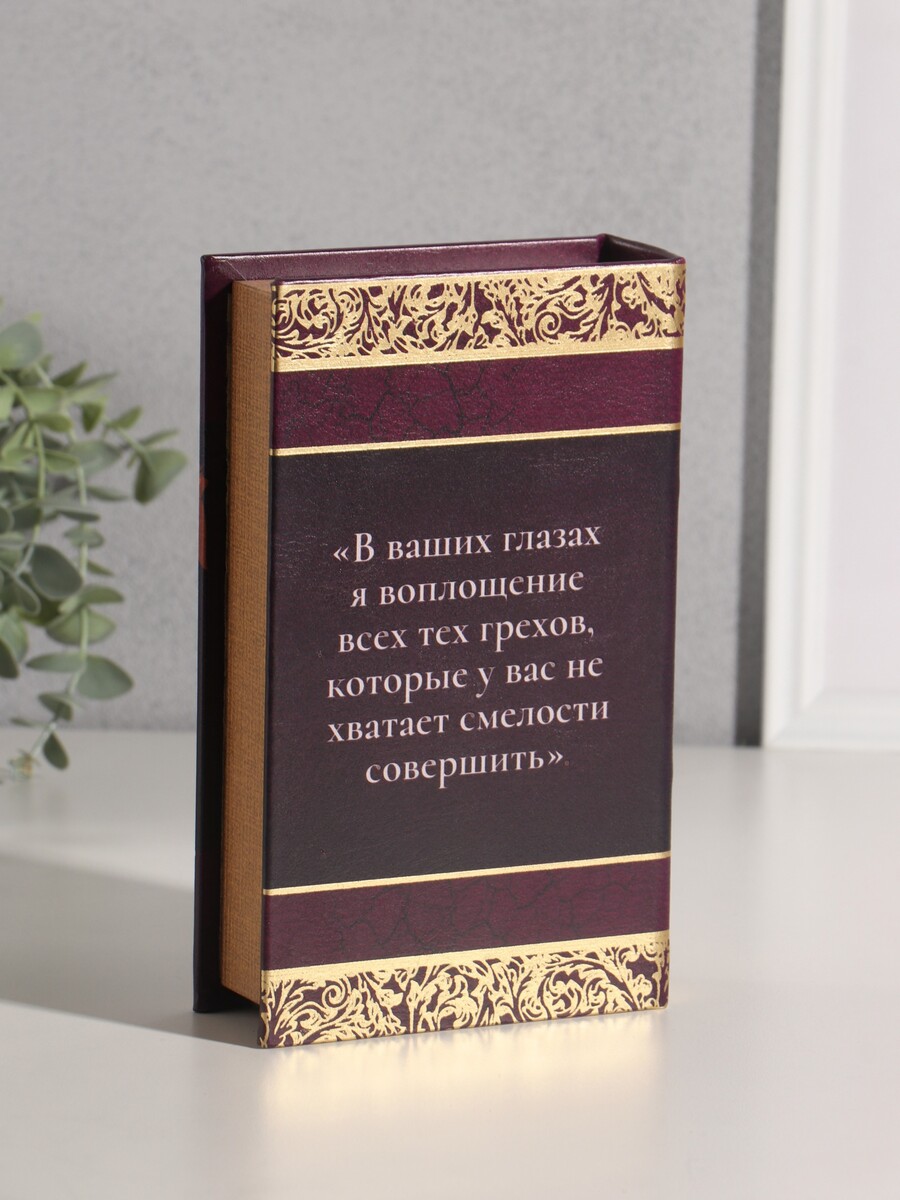 «В ваших глазах
я воплощение
всех тех грехов,
которые у вас не
хватает смелости
совершить»